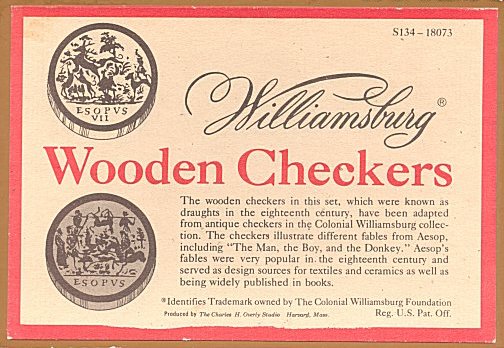 S134-18073
ESOPVS
VII
Williamsburg®
Wooden Checkers
The wooden checkers in this set, which were known as
draughts in the eighteenth century, have been adapted
from antique checkers in the Colonial Williamsburg collec-
tion. The checkers illustrate different fables from Aesop,
including "The Man, the Boy, and the Donkey." Aesop's
fables were very popular in the eighteenth century and
served as design sources for textiles and ceramics as well as
being widely published in books.
ESOPVS
VII
®Identifies Trademark owned by The Colonial Williamsburg Foundation
Produced by The Charles H. Overly Studio Harvard, Mass. Reg. U.S. Pat. Off.